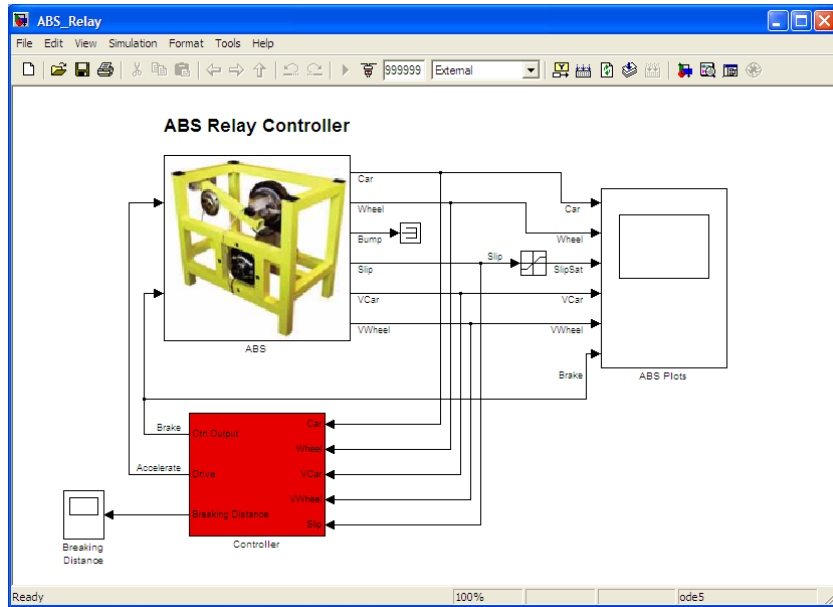 ABS_Relay
File Edit View Simulation Format Tools Help
999999 External
ABS Relay Controller
Car
Wheel
Bump
Slip
VCar
VWheel
ABS
Slip
Car
Wheel
SlipSat
VCar
VWheel
Brake
ABS Plots
Brake
Accelerate
Ctrl Output
Drive
Breaking Distance
Car
Wheel
VCar
VWheel
Slip
Controller
Breaking
Distance
Ready 100% ode5